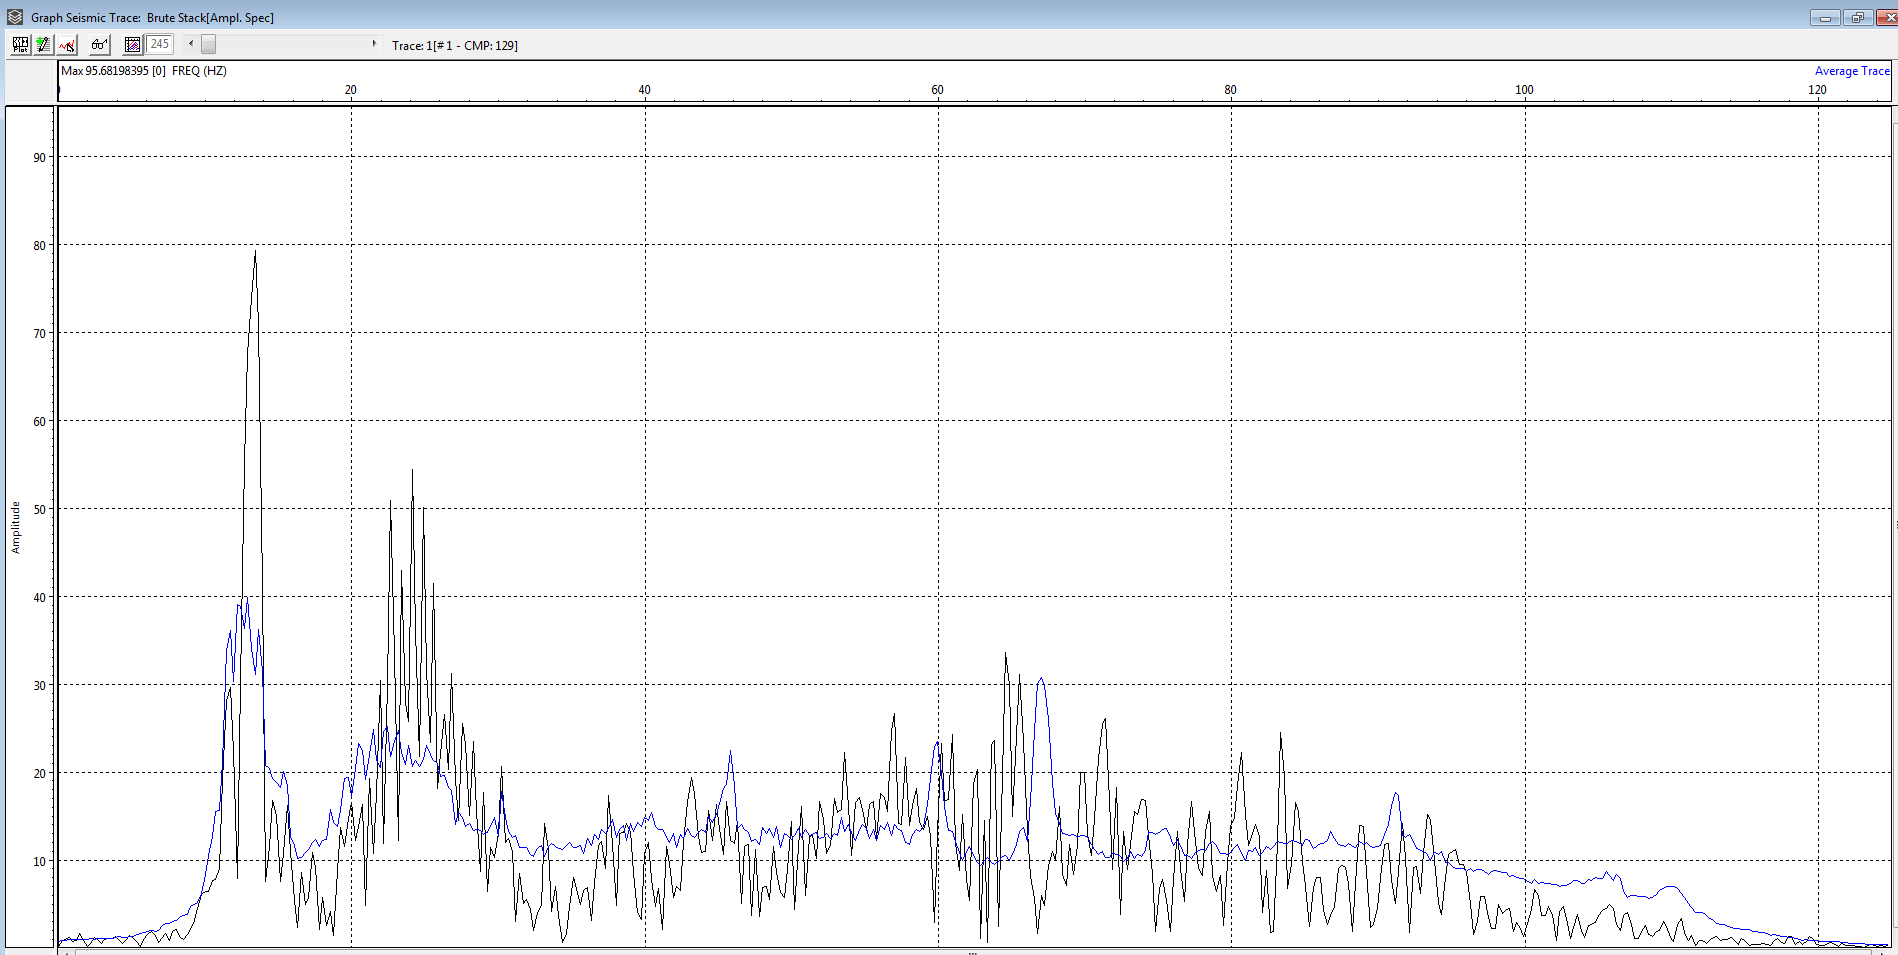 Graph Seismic Trace: Brute Stack[Ampl. Spec]
245 Trace: 1[# 1 - CMP: 129]
Max 95.68198395 [0] FREQ (HZ) Average Trace
20 40 60 80 100 120
90
80
70
60
50
Amplitude
40
30
20
10